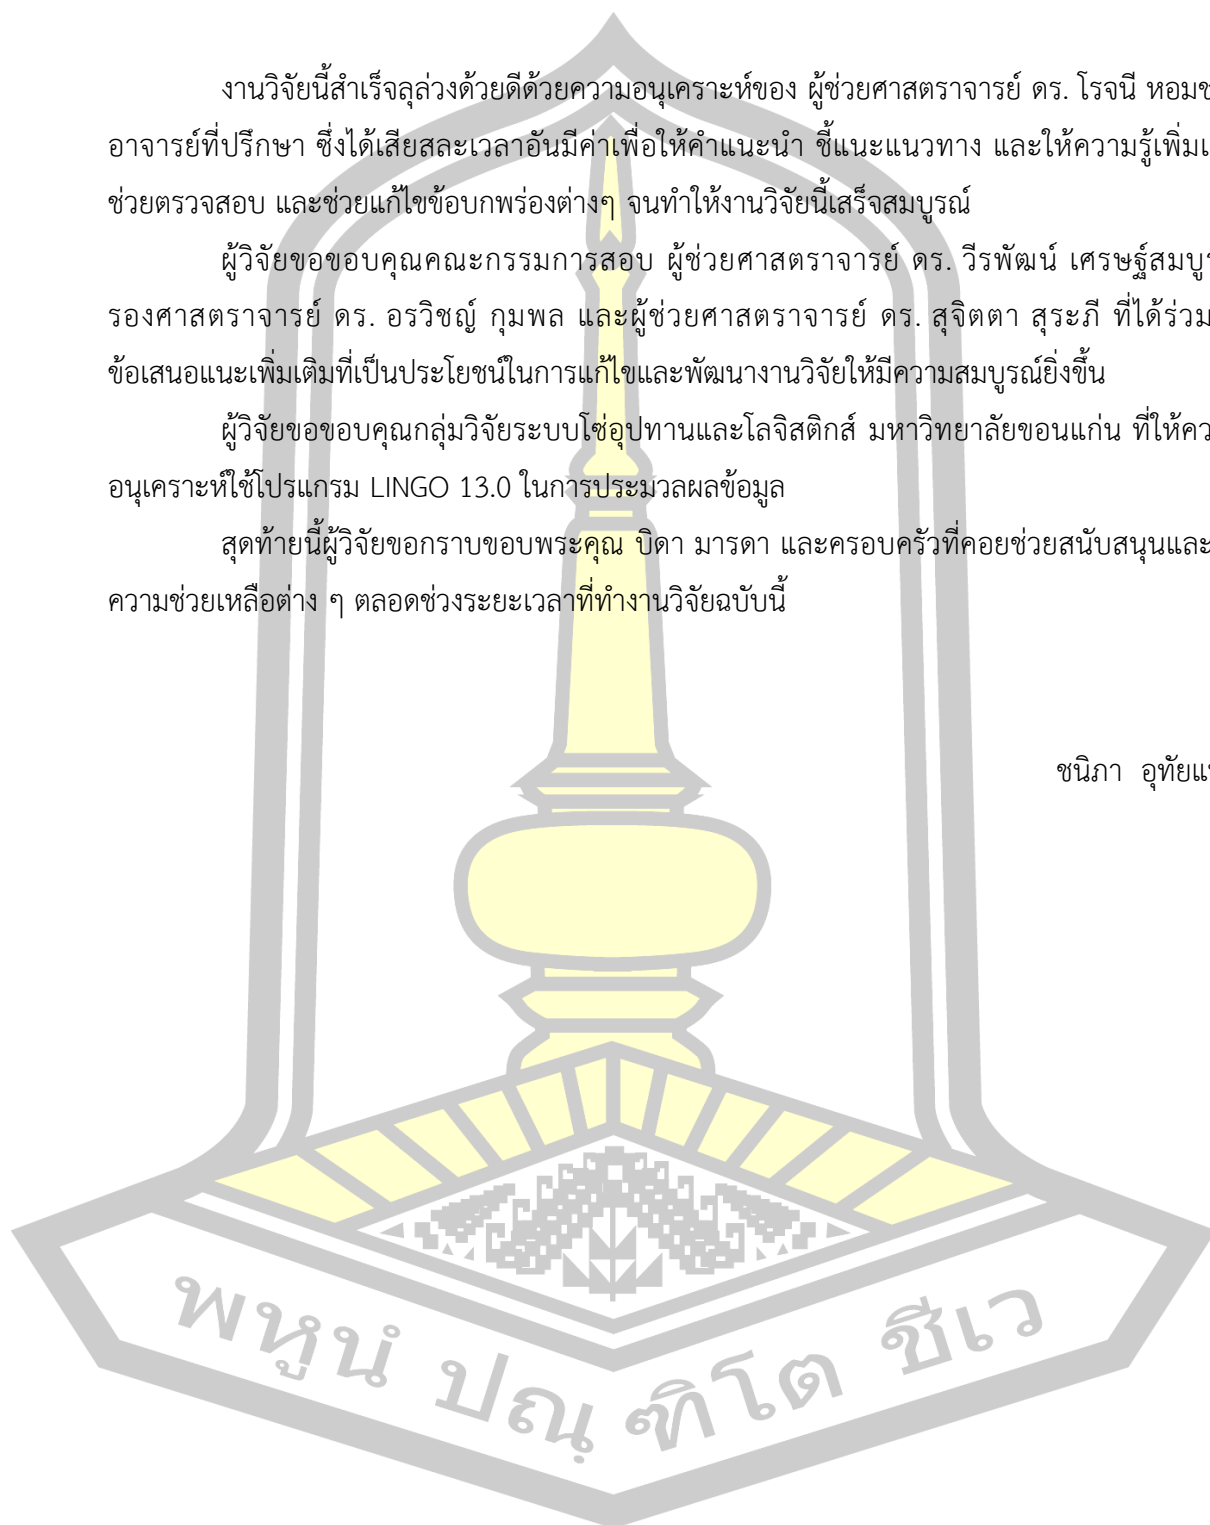 งานวิจัยนี้สำเร็จลุล่วงด้วยดีด้วยความอนุเคราะห์ของ ผู้ช่วยศาสตราจารย์ ดร. โรจนี
อาจารย์ที่ปรึกษา ซึ่งได้เสียสละเวลาอันมีค่าเพื่อให้คำแนะนำ ชี้แนะแนวทาง และให้ความรู้
ช่วยตรวจสอบ และช่วยแก้ไขข้อบกพร่องต่างๆ จนทำให้งานวิจัยนี้เสร็จสมบูรณ์
ผู้วิจัยขอขอบคุณคณะกรรมการสอบ ผู้ช่วยศาสตราจารย์ ดร. วีรพัฒน์
รองศาสตราจารย์ ดร. อรวิชญ์ กุมพล และผู้ช่วยศาสตราจารย์ ดร. สุจิตตา สุระภี ที่ได้ร่วม
ข้อเสนอแนะเพิ่มเติมที่เป็นประโยชน์ในการแก้ไขและพัฒนางานวิจัยให้มีความสมบูรณ์ยิ่งขึ้น
ผู้วิจัยขอขอบคุณกลุ่มวิจัยระบบโซ่อุปทานและโลจิสติกส์ มหาวิทยาลัยขอนแก่น ที่ให้
อนุเคราะห์ใช้โปรแกรม LINGO 13.0 ในการประมวลผลข้อมูล
สุดท้ายนี้ผู้วิจัยขอกราบขอบพระคุณ บิดา มารดา และครอบครัวที่คอยช่วยสนับสนุนและ
ความช่วยเหลือต่าง ๆ ตลอดช่วงระยะเวลาที่ทำงานวิจัยฉบับนี้
ชนิภา
พหูนํ ปณฺฑิโต ชีเว